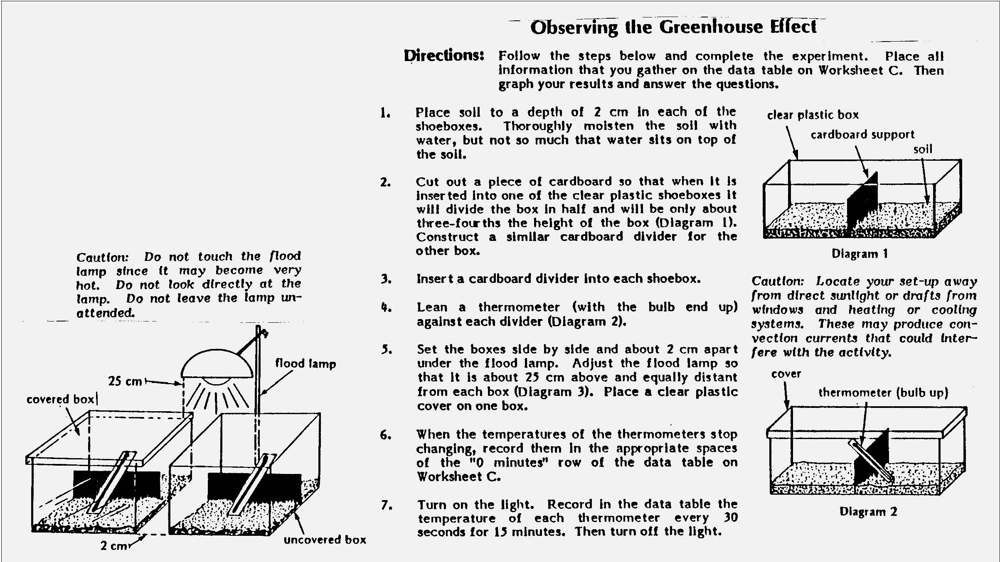 Observing the Greenhouse Effect
Directions: Follow the steps below and complete the experiment. Place all
information that you gather on the data table on Worksheet C. Then
graph your results and answer the questions.
1. Place soil to a depth of 2 cm in each of the
shoeboxes. Thoroughly moisten the soil with
water, but not so much that water sits on top of
the soil.
2. Cut out a piece of cardboard so that when it is
inserted into one of the clear plastic shoeboxes it
will divide the box in half and will be only about
three-fourths the height of the box (Diagram 1).
Construct a similar cardboard divider for the
other box.
3. Insert a cardboard divider into each shoebox.
4. Lean a thermometer (with the bulb end up)
against each divider (Diagram 2).
5. Set the boxes side by side and about 2 cm apart
under the flood lamp. Adjust the flood lamp so
that it is about 25 cm above and equally distant
from each box (Diagram 3). Place a clear plastic
cover on one box.
6. When the temperatures of the thermometers stop
changing, record them in the appropriate spaces
of the "0 minutes" row of the data table on
Worksheet C.
7. Turn on the light. Record in the data table the
temperature of each thermometer every 30
seconds for 15 minutes. Then turn off the light.
clear plastic box
cardboard support
soil
Diagram 1
Caution: Locate your set-up away
from direct sunlight or drafts from
windows and heating or cooling
systems. These may produce con-
vection currents that could inter-
fere with the activity.
cover
thermometer (bulb up)
Diagram 2
Caution: Do not touch the flood
lamp since it may become very
hot. Do not look directly at the
lamp. Do not leave the lamp un-
attended.
flood lamp
25 cm
covered box
2 cm
uncovered box